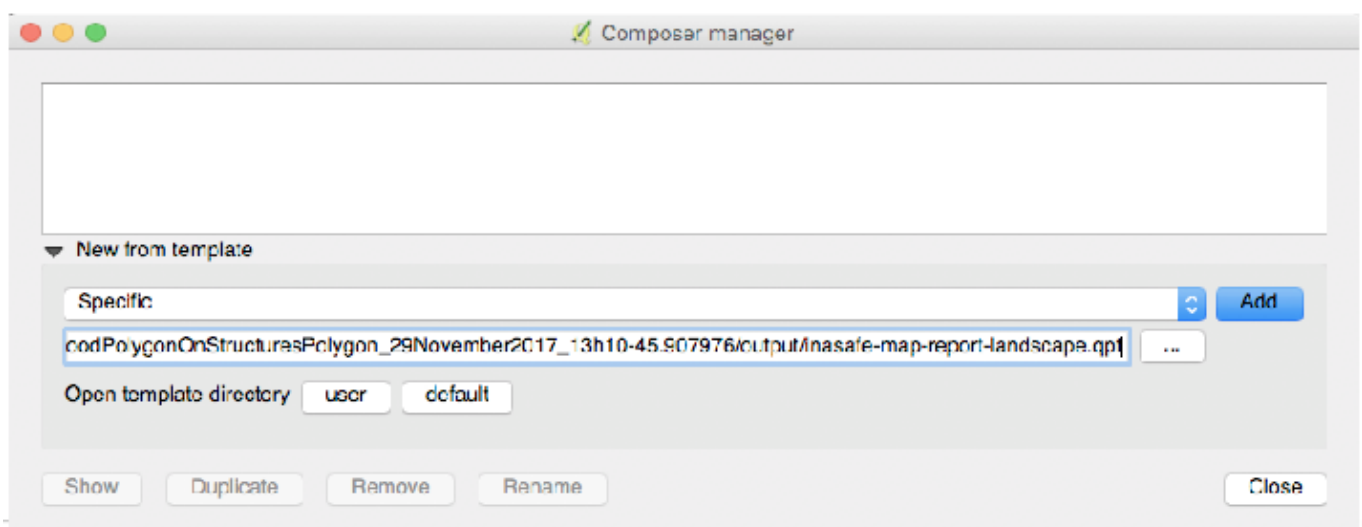 Composer manager
New from template
Specific
Add
oodPolygonOnStructuresPolygon_29November2017_13h10-45.907976/output/inasafe-map-report-landscape.qpt
...
Open template directory user default
Show Duplicate Remove Rename Close